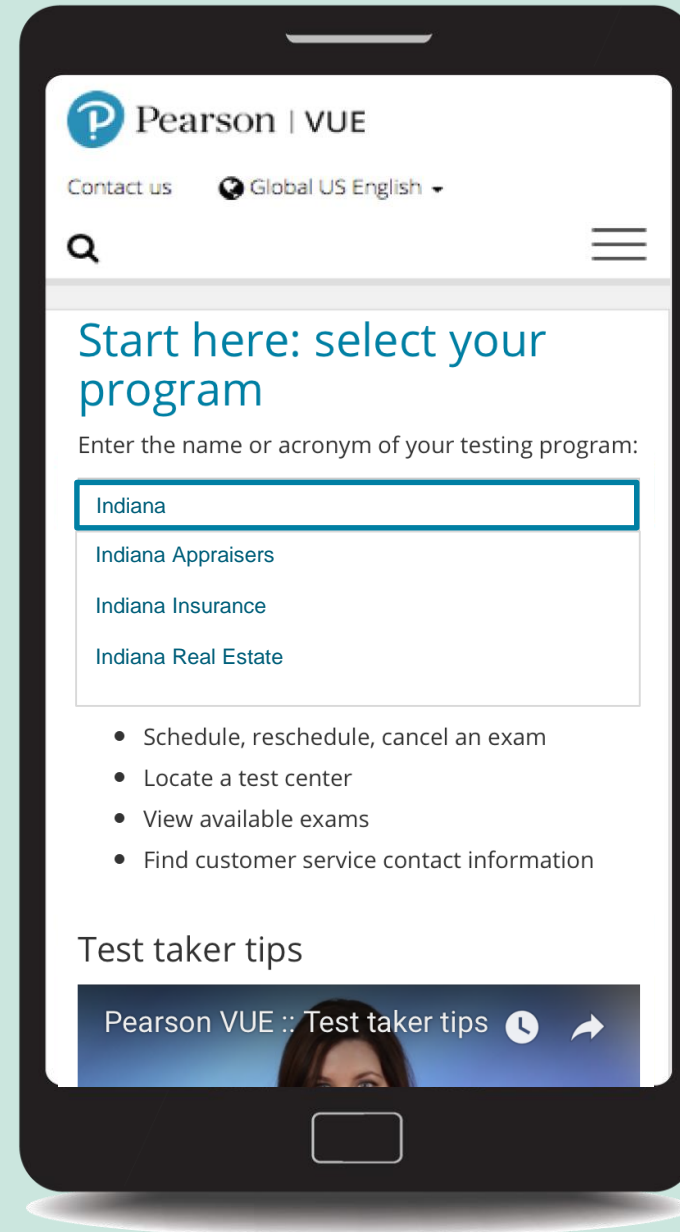 Pearson | VUE
Contact us Global US English
Start here: select your
program
Enter the name or acronym of your testing program:
Indiana
Indiana Appraisers
Indiana Insurance
Indiana Real Estate
• Schedule, reschedule, cancel an exam
• Locate a test center
• View available exams
• Find customer service contact information
Test taker tips
Pearson VUE :: Test taker tips